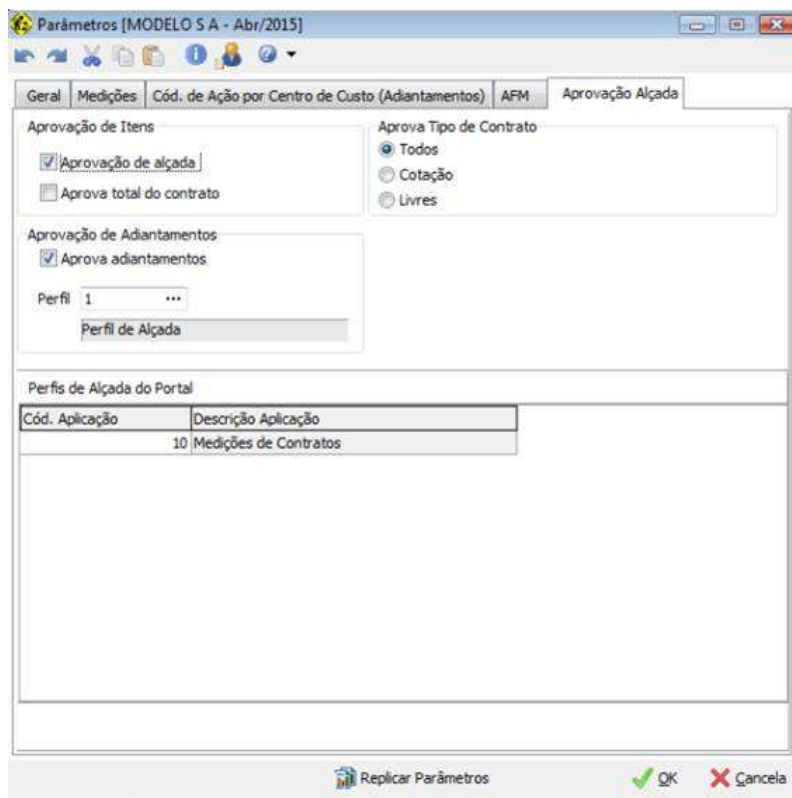 Parâmetros [MODELO S A - Abr/2015]
Geral Medições Cód. de Ação por Centro de Custo (Adiantamentos) AFM Aprovação Alçada
Aprovação de Itens
Aprovação de alçada
Aprova total do contrato
Aprova Tipo de Contrato
Todos
Cotação
Livres
Aprovação de Adiantamentos
Aprova adiantamentos
Perfil 1 ...
Perfil de Alçada
Perfis de Alçada do Portal
Cód. Aplicação Descrição Aplicação
10 Medições de Contratos
Replicar Parâmetros OK Cancela